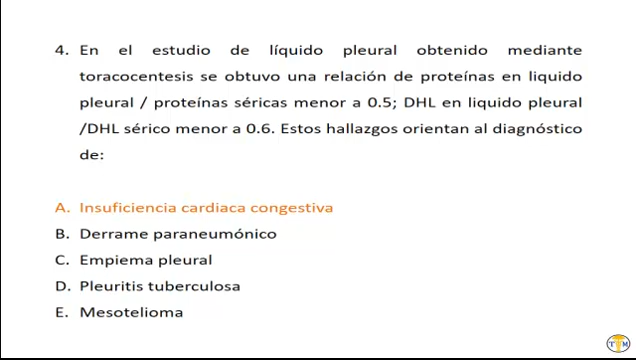 4. En el estudio de líquido pleural obtenido mediante
toracocentesis se obtuvo una relación de proteínas en liquido
pleural / proteínas séricas menor a 0.5; DHL en liquido pleural
/DHL sérico menor a 0.6. Estos hallazgos orientan al diagnóstico
de:
A. Insuficiencia cardiaca congestiva
B. Derrame paraneumónico
C. Empiema pleural
D. Pleuritis tuberculosa
E. Mesotelioma
T M